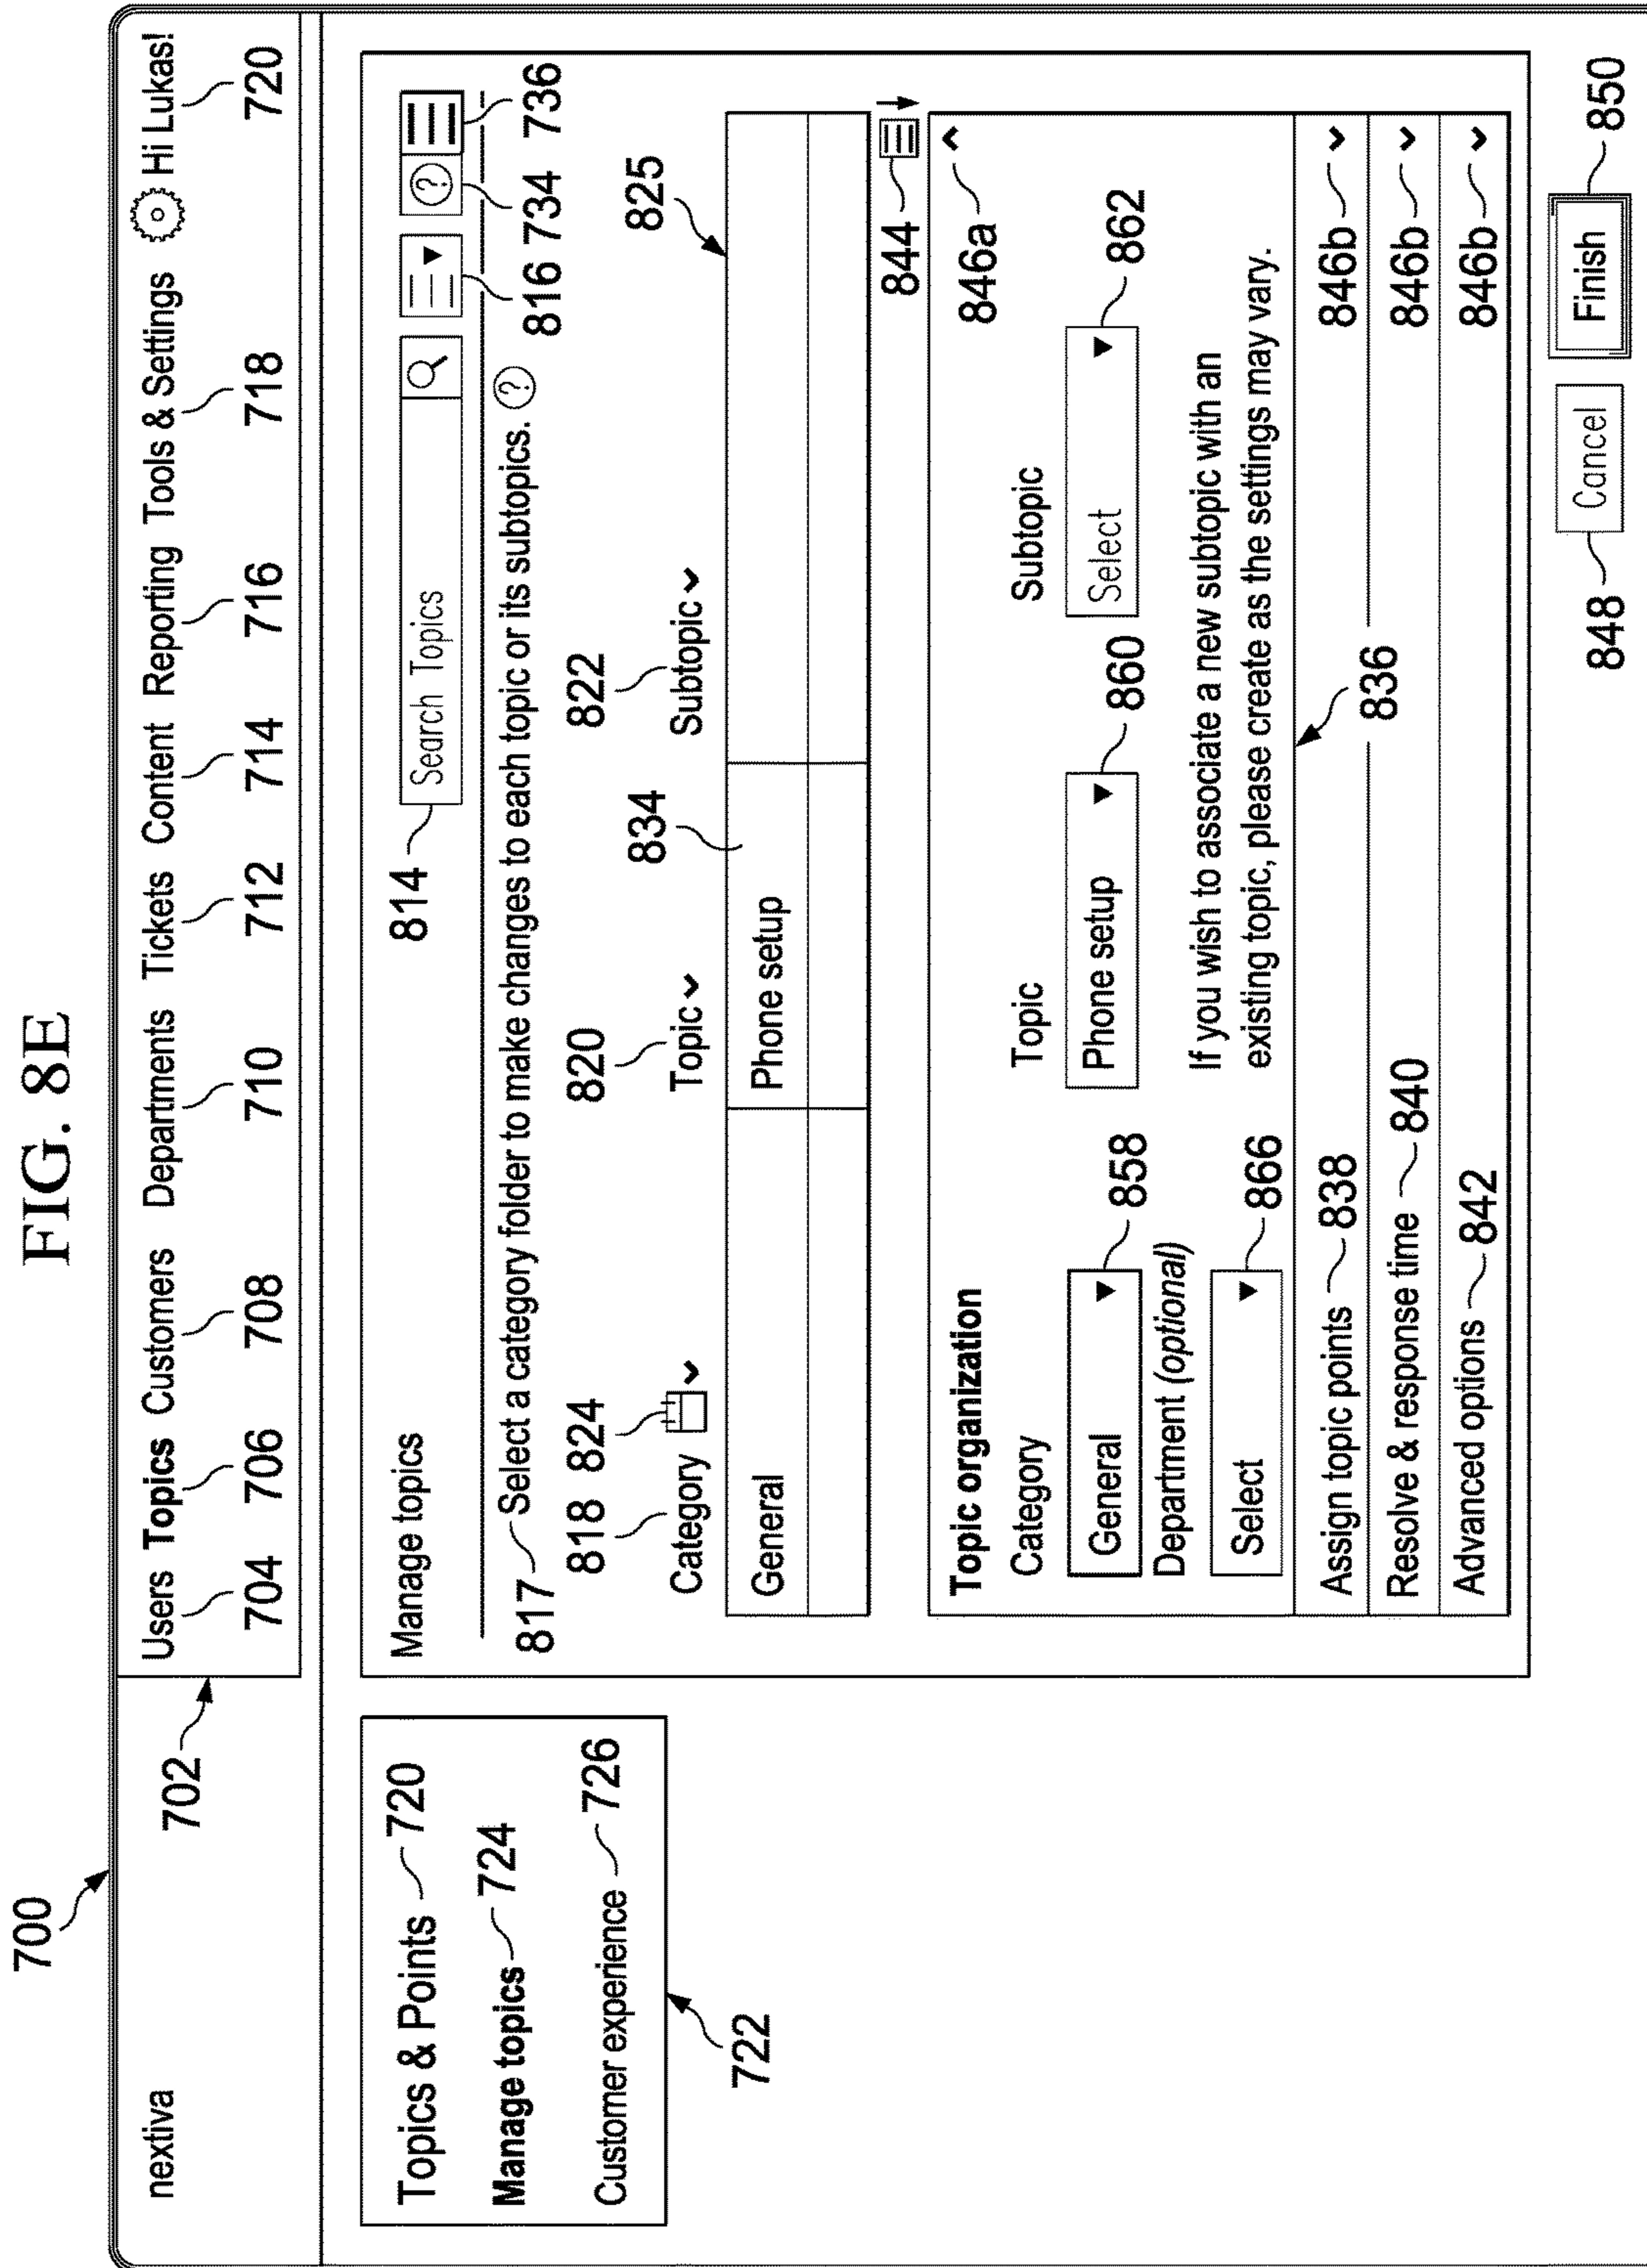 FIG. 8E
700
nextiva
702
Users Topics Customers Departments Tickets Content Reporting Tools & Settings Hi Lukas!
704 706 708 710 712 714 716 718 720
Topics & Points 720
Manage topics 724
Customer experience 726
722
Manage topics
814 Search Topics
?
816 734 736
817 Select a category folder to make changes to each topic or its subtopics. ?
818 824 820 834 822 825
Category Topic Subtopic
General Phone setup
844
Topic organization 846a
Category Topic Subtopic
General 858 Phone setup 860 Select 862
Department (optional)
Select 866
If you wish to associate a new subtopic with an
existing topic, please create as the settings may vary.
Assign topic points 838 846b
836
Resolve & response time 840 846b
Advanced options 842 846b
848 Cancel Finish 850